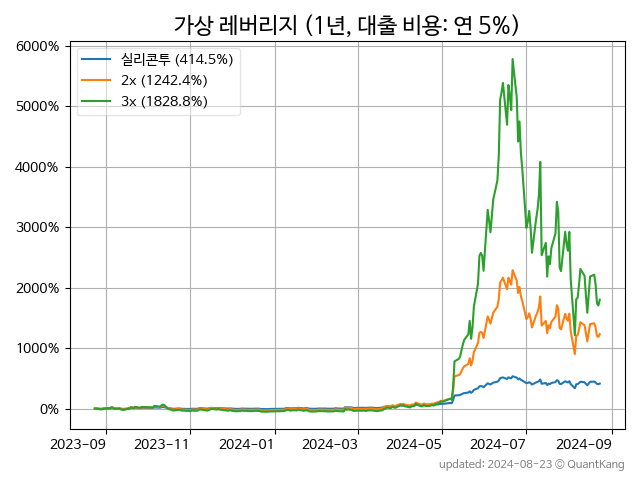 가상 레버리지 (1년, 대출 비용: 연 5%)
6000%
5000%
4000%
3000%
2000%
1000%
0%
실리콘투 (414.5%)
2x (1242.4%)
3x (1828.8%)
2023-09 2023-11 2024-01 2024-03 2024-05 2024-07 2024-09
updated: 2024-08-23 © QuantKang